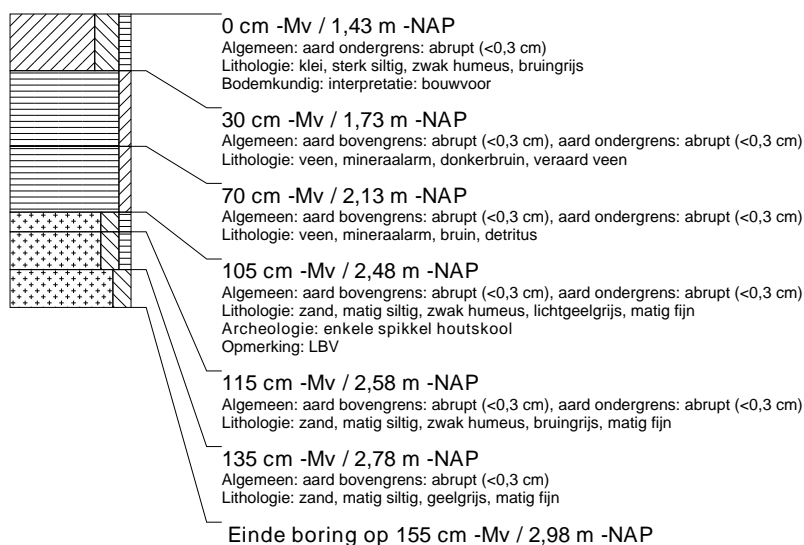 0 cm -Mv / 1,43 m -NAP
Algemeen: aard ondergrens: abrupt (<0,3 cm)
Lithologie: klei, sterk siltig, zwak humeus, bruingrijs
Bodemkundig: interpretatie: bouwvoor
30 cm -Mv / 1,73 m -NAP
Algemeen: aard bovengrens: abrupt (<0,3 cm), aard ondergrens: abrupt (<0,3 cm)
Lithologie: veen, mineraalarm, donkerbruin, veraard veen
70 cm -Mv / 2,13 m -NAP
Algemeen: aard bovengrens: abrupt (<0,3 cm), aard ondergrens: abrupt (<0,3 cm)
Lithologie: veen, mineraalarm, bruin, detritus
105 cm -Mv / 2,48 m -NAP
Algemeen: aard bovengrens: abrupt (<0,3 cm), aard ondergrens: abrupt (<0,3 cm)
Lithologie: zand, matig siltig, zwak humeus, lichtgeelgrijs, matig fijn
Archeologie: enkele spikkel houtskool
Opmerking: LBV
115 cm -Mv / 2,58 m -NAP
Algemeen: aard bovengrens: abrupt (<0,3 cm), aard ondergrens: abrupt (<0,3 cm)
Lithologie: zand, matig siltig, zwak humeus, bruingrijs, matig fijn
135 cm -Mv / 2,78 m -NAP
Algemeen: aard bovengrens: abrupt (<0,3 cm)
Lithologie: zand, matig siltig, geelgrijs, matig fijn
Einde boring op 155 cm -Mv / 2,98 m -NAP